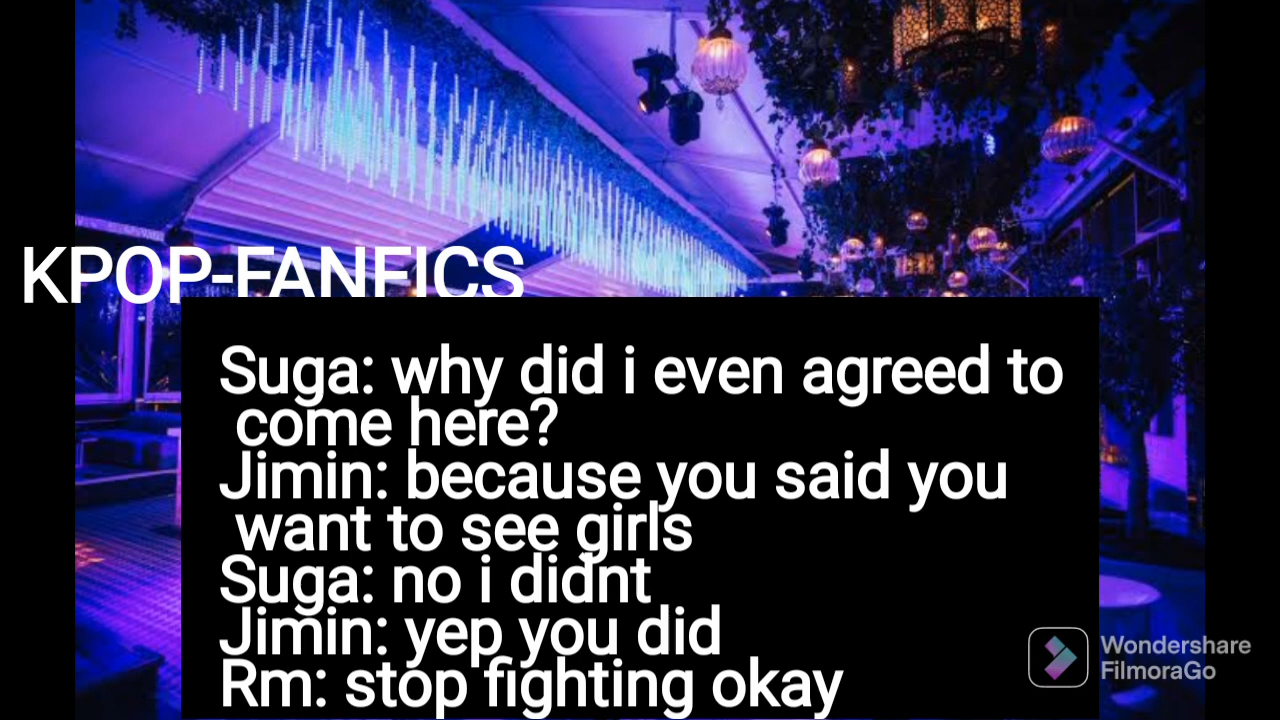 KPOP-FANFICS
Suga: why did i even agreed to
come here?
Jimin: because you said you
want to see girls
Suga: no i didnt
Jimin: yep you did
Rm: stop fighting okay
Wondershare
FilmoraGo